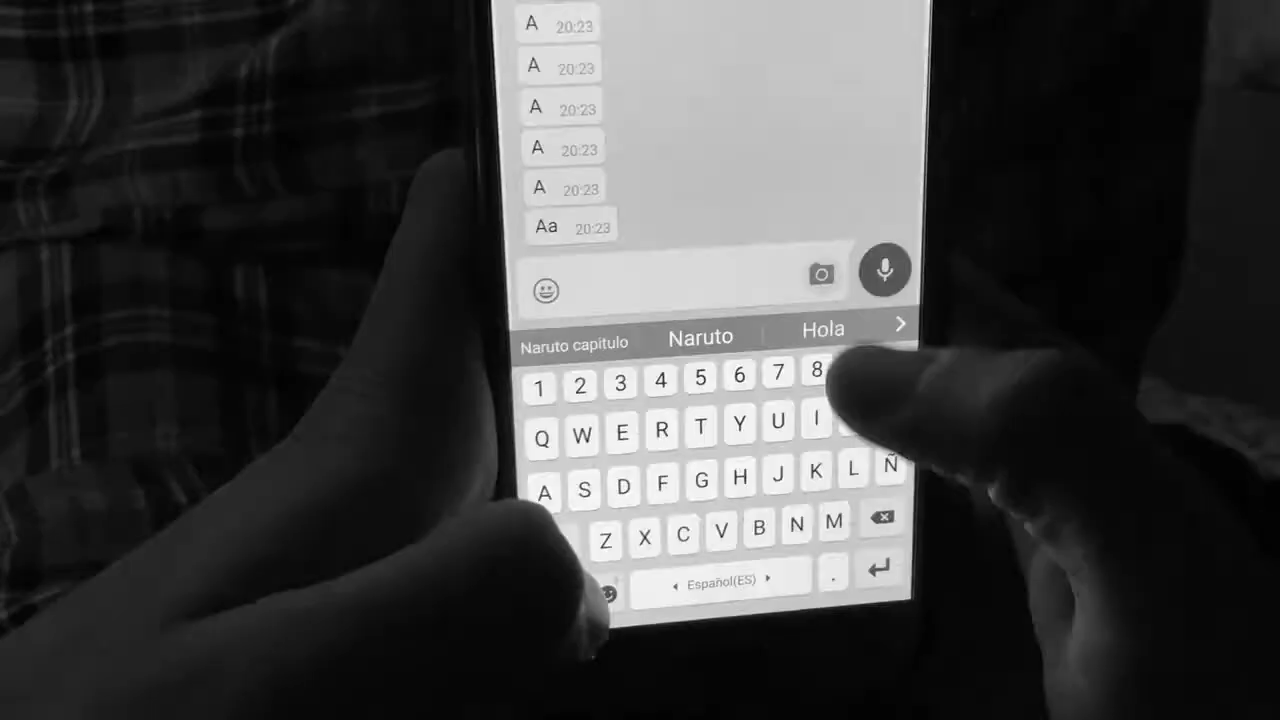 A 20:23
A 20:23
A 20:23
A 20:23
A 20:23
Aa 20:23
Naruto capitulo Naruto Hola
1 2 3 4 5 6 7 8
Q W E R T Y U I
A S D F G H J K L Ñ
Z X C V B N M
Español(ES) .